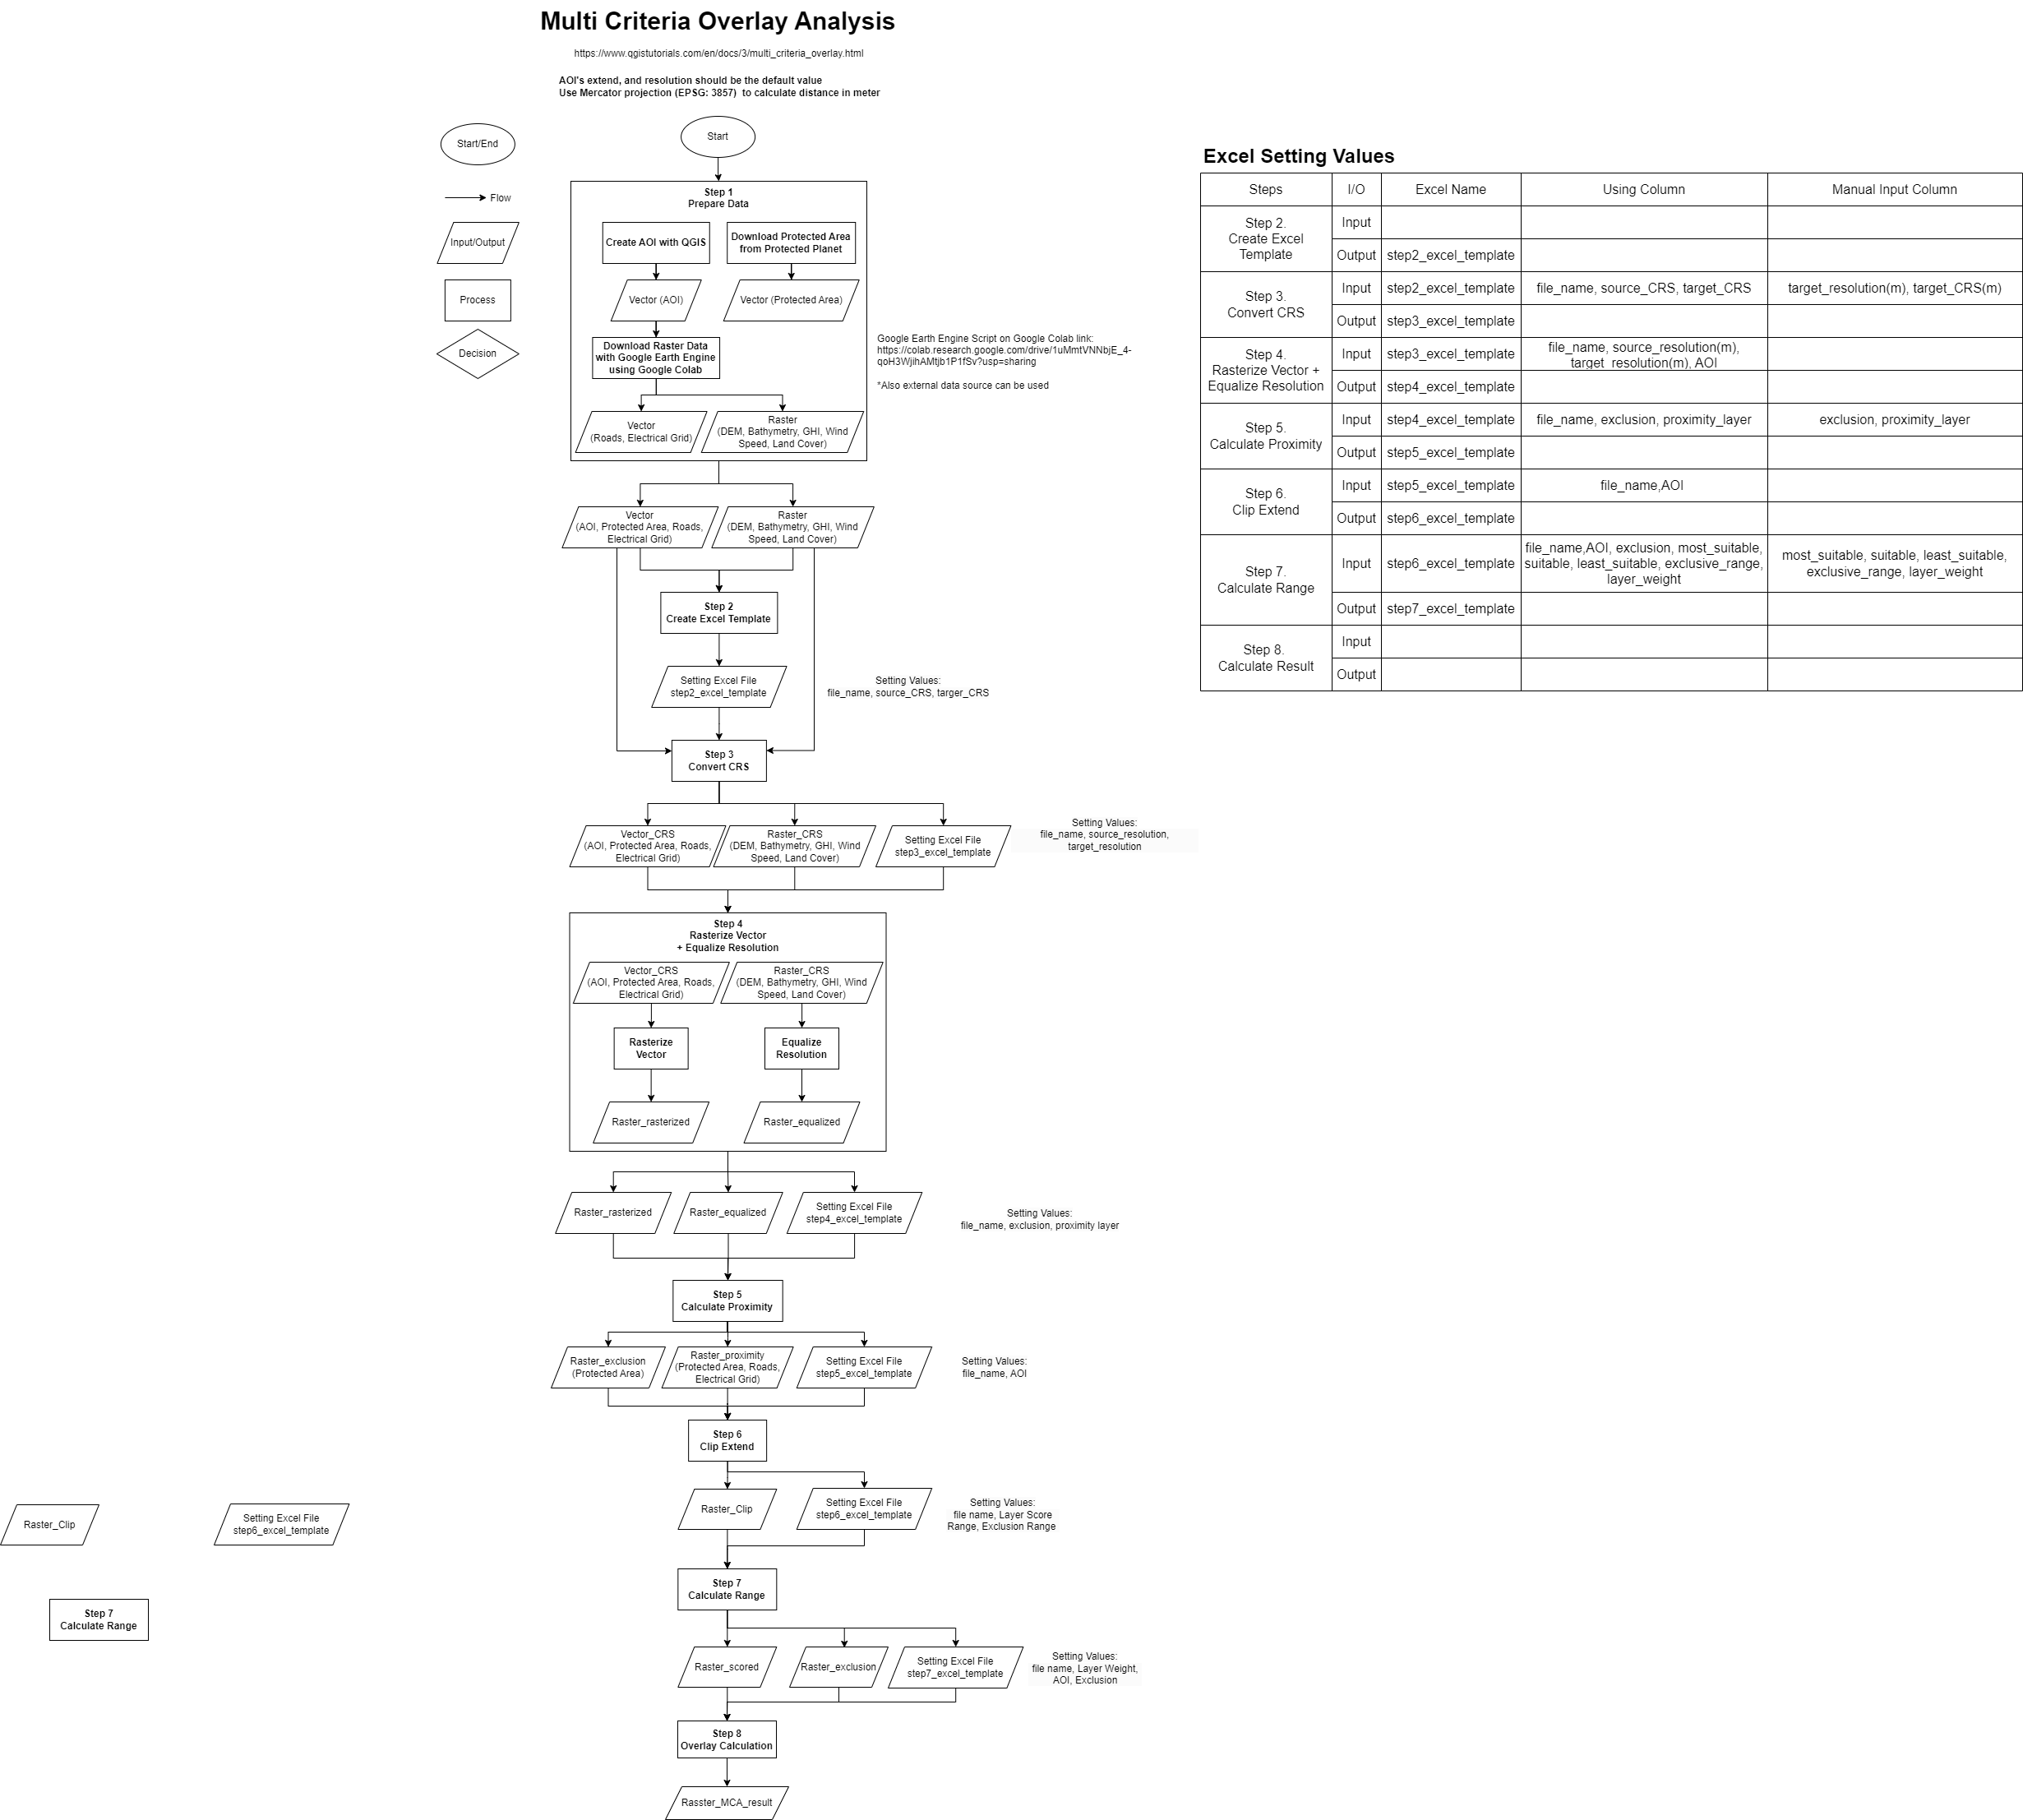 Multi Criteria Overlay Analysis
https://www.qgistutorials.com/en/docs/3/multi_criteria_overlay.html
AOI's extend, and resolution should be the default value
Use Mercator projection (EPSG: 3857)  to calculate distance in meter
Start/End
Flow
Input/Output
Process
Decision
Start
Step 1
Prepare Data
Create AOI with QGIS
Download Protected Area
from Protected Planet
Vector (AOI)
Vector (Protected Area)
Download Raster Data
with Google Earth Engine
using Google Colab
Google Earth Engine Script on Google Colab link:
https://colab.research.google.com/drive/1uMmtVNNbjE_4-
qoH3WjihAMtjb1P1fSv?usp=sharing
*Also external data source can be used
Vector
(Roads, Electrical Grid)
Raster
(DEM, Bathymetry, GHI, Wind
Speed, Land Cover)
Vector
(AOI, Protected Area, Roads,
Electrical Grid)
Raster
(DEM, Bathymetry, GHI, Wind
Speed, Land Cover)
Step 2
Create Excel Template
Setting Excel File
step2_excel_template
Setting Values:
file_name, source_CRS, targer_CRS
Step 3
Convert CRS
Vector_CRS
(AOI, Protected Area, Roads,
Electrical Grid)
Raster_CRS
(DEM, Bathymetry, GHI, Wind
Speed, Land Cover)
Setting Excel File
step3_excel_template
Setting Values:
file_name, source_resolution,
target_resolution
Step 4
Rasterize Vector
+ Equalize Resolution
Vector_CRS
(AOI, Protected Area, Roads,
Electrical Grid)
Raster_CRS
(DEM, Bathymetry, GHI, Wind
Speed, Land Cover)
Rasterize
Vector
Equalize
Resolution
Raster_rasterized
Raster_equalized
Raster_rasterized
Raster_equalized
Setting Excel File
step4_excel_template
Setting Values:
file_name, exclusion, proximity layer
Step 5
Calculate Proximity
Raster_exclusion
(Protected Area)
Raster_proximity
(Protected Area, Roads,
Electrical Grid)
Setting Excel File
step5_excel_template
Setting Values:
file_name, AOI
Step 6
Clip Extend
Raster_Clip
Setting Excel File
step6_excel_template
Setting Values:
file name, Layer Score
Range, Exclusion Range
Step 7
Calculate Range
Raster_scored
Raster_exclusion
Setting Excel File
step7_excel_template
Setting Values:
file name, Layer Weight,
AOI, Exclusion
Step 8
Overlay Calculation
Rasster_MCA_result
Raster_Clip
Setting Excel File
step6_excel_template
Step 7
Calculate Range
Excel Setting Values
Steps I/O Excel Name Using Column Manual Input Column
Step 2.
Create Excel
Template
Input
Output step2_excel_template
Step 3.
Convert CRS
Input step2_excel_template file_name, source_CRS, target_CRS target_resolution(m), target_CRS(m)
Output step3_excel_template
Step 4.
Rasterize Vector +
Equalize Resolution
Input step3_excel_template file_name, source_resolution(m),
target_resolution(m), AOI
Output step4_excel_template
Step 5.
Calculate Proximity
Input step4_excel_template file_name, exclusion, proximity_layer exclusion, proximity_layer
Output step5_excel_template
Step 6.
Clip Extend
Input step5_excel_template file_name,AOI
Output step6_excel_template
Step 7.
Calculate Range
Input step6_excel_template
file_name,AOI, exclusion, most_suitable,
suitable, least_suitable, exclusive_range,
layer_weight
most_suitable, suitable, least_suitable,
exclusive_range, layer_weight
Output step7_excel_template
Step 8.
Calculate Result
Input
Output